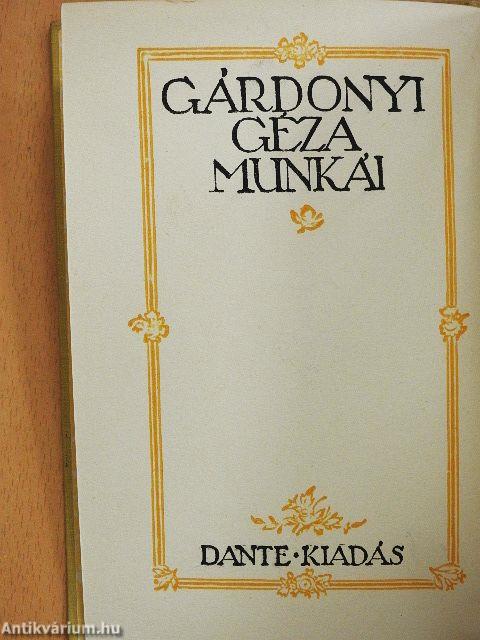 GÁRDONYI
GÉZA
MUNKÁI
DANTE·KIADÁS
Antikvárium.hu